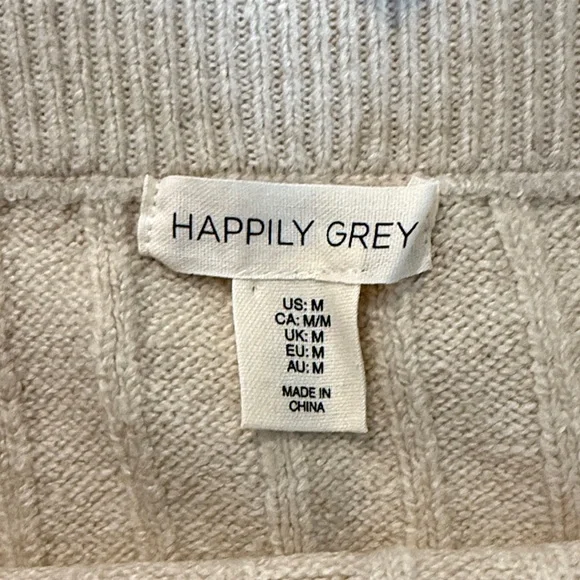 HAPPILY GREY
US: M
CA: M/M
UK: M
EU: M
AU: M
MADE IN
CHINA